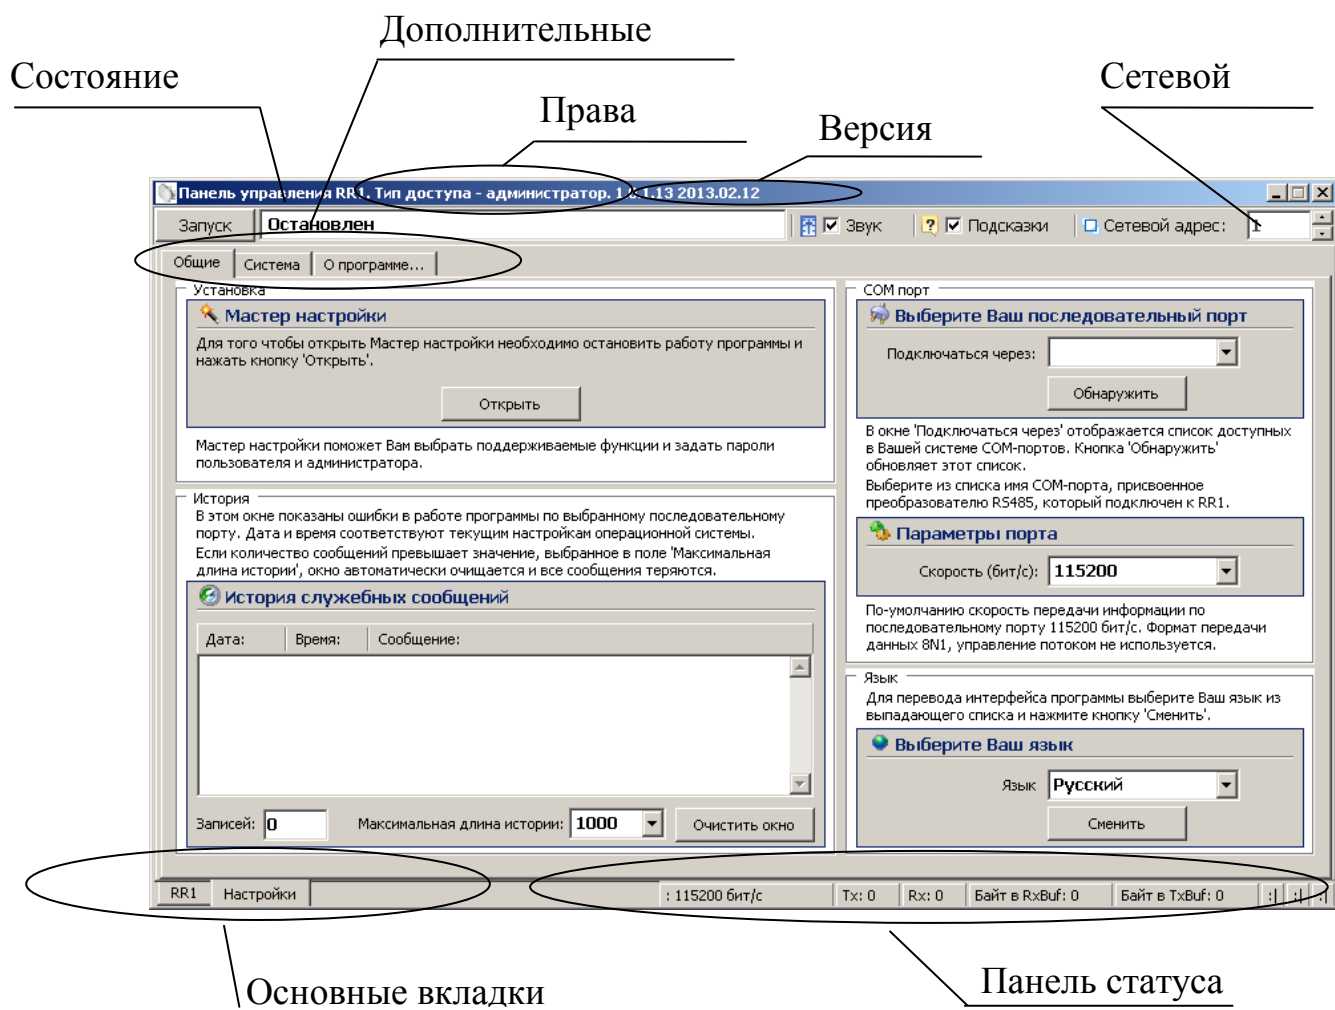 Дополнительные
Состояние
Сетевой
Права
Версия
Панель управления RR1. Тип доступа - администратор. 1.1.13 2013.02.12
Запуск
Остановлен
Звук
Подсказки
Сетевой адрес:
1
Общие
Система
О программе...
Установка
Мастер настройки
Для того чтобы открыть Мастер настройки необходимо остановить работу программы и
нажать кнопку 'Открыть'.
Открыть
Мастер настройки поможет Вам выбрать поддерживаемые функции и задать пароли
пользователя и администратора.
История
В этом окне показаны ошибки в работе программы по выбранному последовательному
порту. Дата и время соответствуют текущим настройкам операционной системы.
Если количество сообщений превышает значение, выбранное в поле 'Максимальная
длина истории', окно автоматически очищается и все сообщения теряются.
История служебных сообщений
Дата:
Время:
Сообщение:
Записей:
0
Максимальная длина истории:
1000
Очистить окно
COM порт
Выберите Ваш последовательный порт
Подключаться через:
Обнаружить
В окне 'Подключаться через' отображается список доступных
в Вашей системе COM-портов. Кнопка 'Обнаружить'
обновляет этот список.
Выберите из списка имя COM-порта, присвоенное
преобразователю RS485, который подключен к RR1.
Параметры порта
Скорость (бит/с):
115200
По-умолчанию скорость передачи информации по
последовательному порту 115200 бит/с. Формат передачи
данных 8N1, управление потоком не используется.
Язык
Для перевода интерфейса программы выберите Ваш язык из
выпадающего списка и нажмите кнопку 'Сменить'.
Выберите Ваш язык
Язык
Русский
Сменить
RR1
Настройки
: 115200 бит/с
Tx: 0
Rx: 0
Байт в RxBuf: 0
Байт в TxBuf: 0
:|
:|
:|
Основные вкладки
Панель статуса